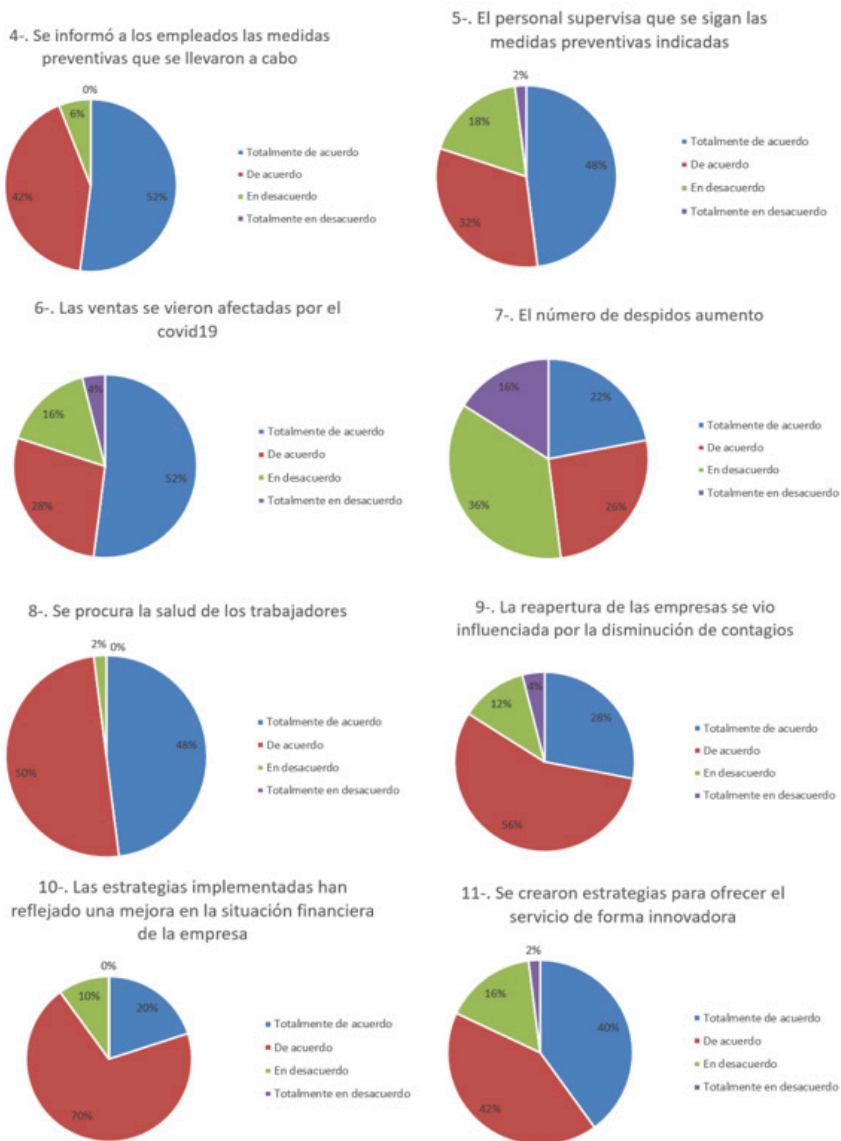 4-. Se informó a los empleados las medidas
preventivas que se llevaron a cabo
0%
6%
42%
52%
Totalmente de acuerdo
De acuerdo
En desacuerdo
Totalmente en desacuerdo
5-. El personal supervisa que se sigan las
medidas preventivas indicadas
2%
18%
48%
32%
Totalmente de acuerdo
De acuerdo
En desacuerdo
Totalmente en desacuerdo
6-. Las ventas se vieron afectadas por el
covid19
4%
16%
52%
28%
Totalmente de acuerdo
De acuerdo
En desacuerdo
Totalmente en desacuerdo
7-. El número de despidos aumento
16%
22%
36%
26%
Totalmente de acuerdo
De acuerdo
En desacuerdo
Totalmente en desacuerdo
8-. Se procura la salud de los trabajadores
2%
0%
48%
50%
Totalmente de acuerdo
De acuerdo
En desacuerdo
Totalmente en desacuerdo
9-. La reapertura de las empresas se vio
influenciada por la disminución de contagios
4%
12%
28%
56%
Totalmente de acuerdo
De acuerdo
En desacuerdo
Totalmente en desacuerdo
10-. Las estrategias implementadas han
reflejado una mejora en la situación financiera
de la empresa
0%
10%
20%
70%
Totalmente de acuerdo
De acuerdo
En desacuerdo
Totalmente en desacuerdo
11-. Se crearon estrategias para ofrecer el
servicio de forma innovadora
2%
16%
40%
42%
Totalmente de acuerdo
De acuerdo
En desacuerdo
Totalmente en desacuerdo